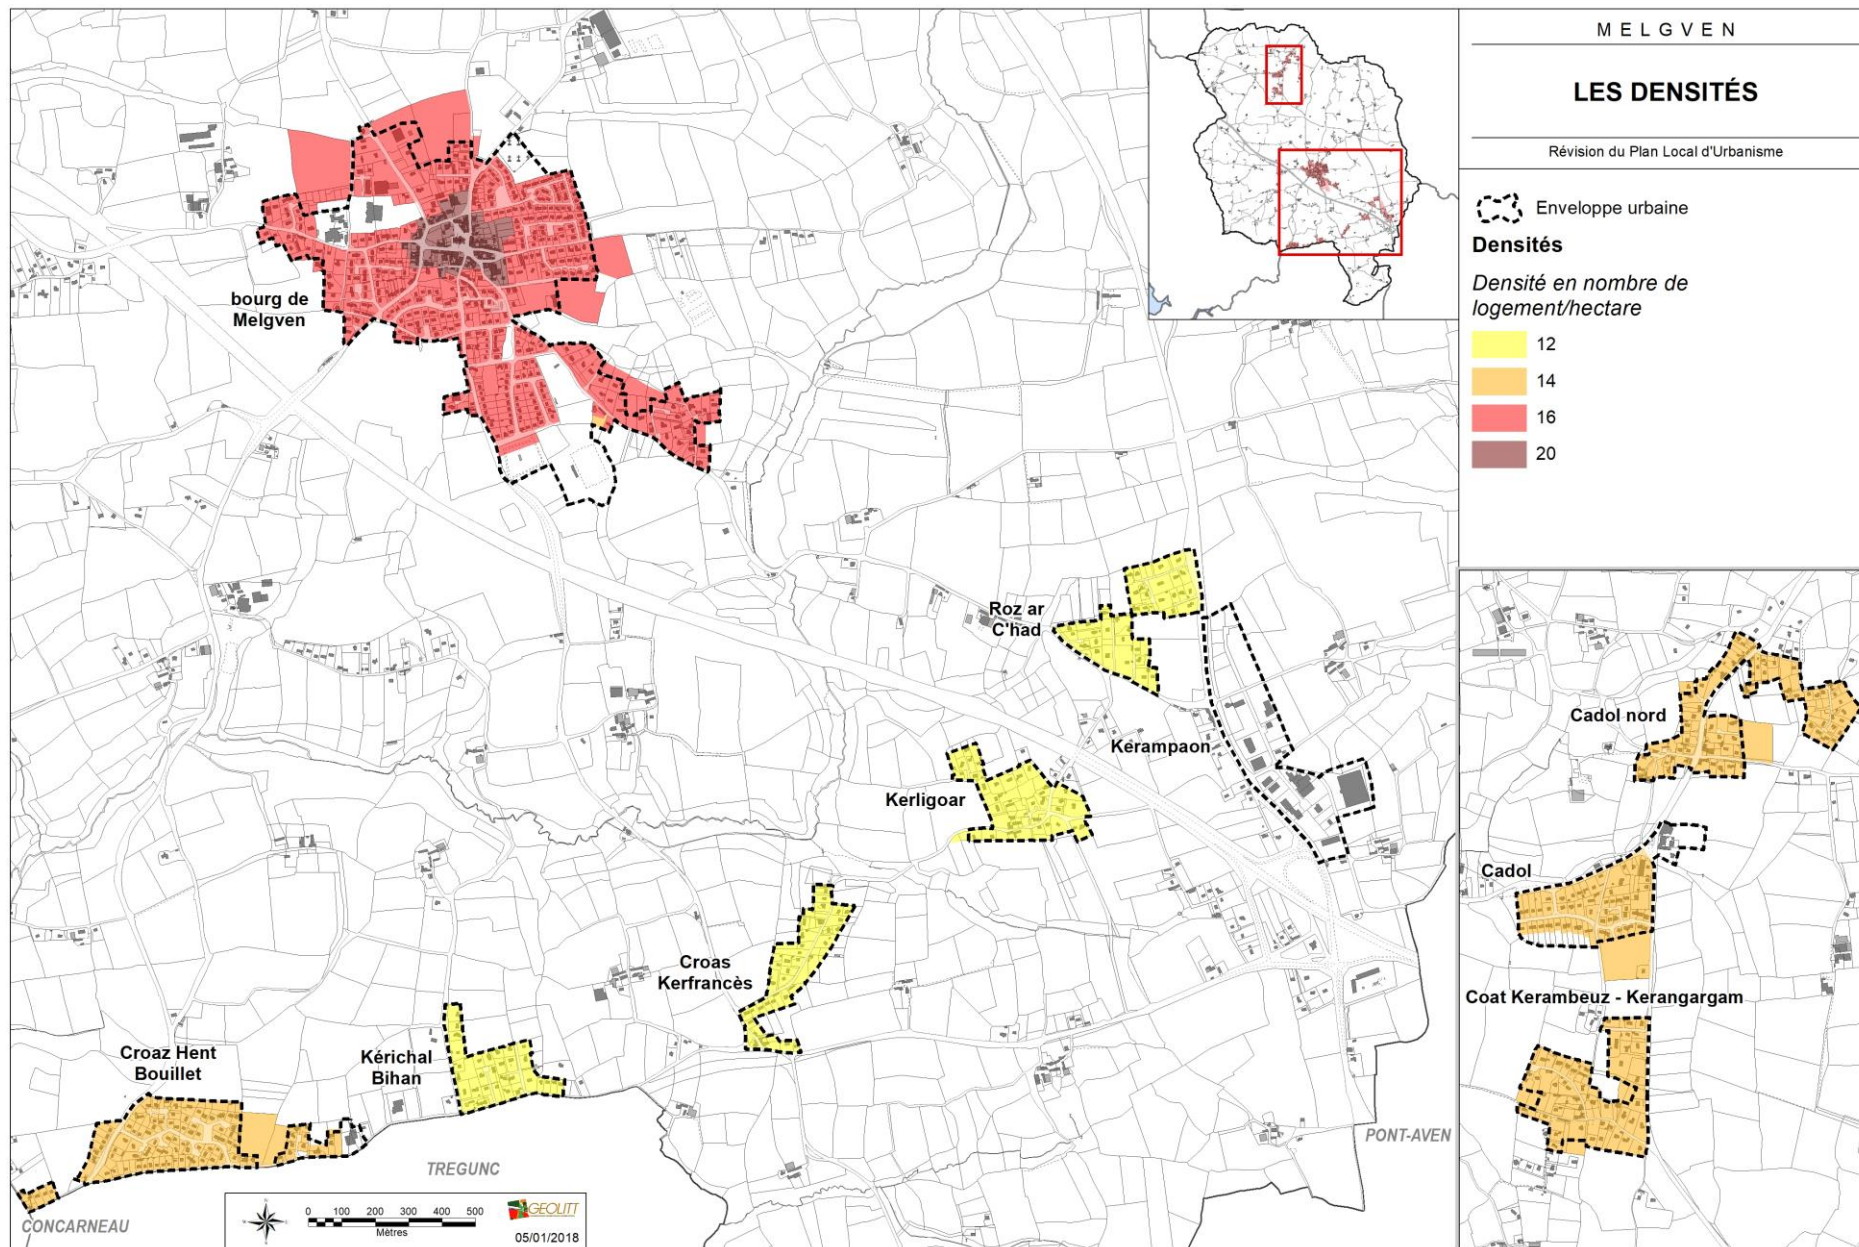 MELGVEN
LES DENSITÉS
Révision du Plan Local d'Urbanisme
Enveloppe urbaine
Densités
Densité en nombre de
logement/hectare
12
14
16
20
bourg de
Melgven
Roz ar
C'had
Kerampaon
Kerligoar
Croas
Kerfrancès
Kérichal
Bihan
Croaz Hent
Bouillet
TREGUNC
CONCARNEAU
PONT-AVEN
Cadol nord
Cadol
Coat Kerambeuz - Kerangargam
0 100 200 300 400 500
Mètres
GEOLITT
05/01/2018